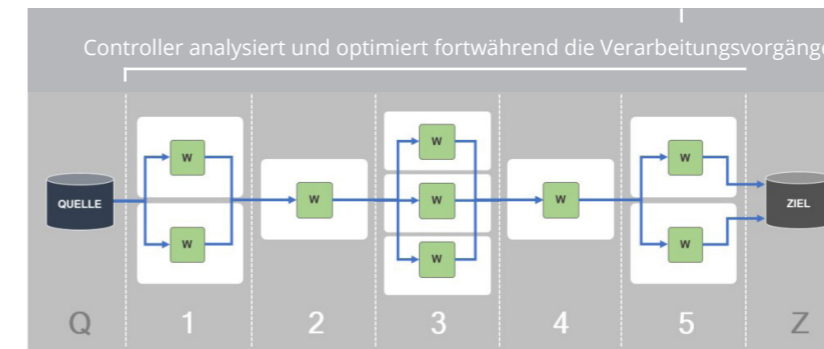 Controller analysiert und optimiert fortwährend die Verarbeitungsvorgänge
W W W
W W
QUELLE W ZIEL
W W W
Q 1 2 3 4 5 Z